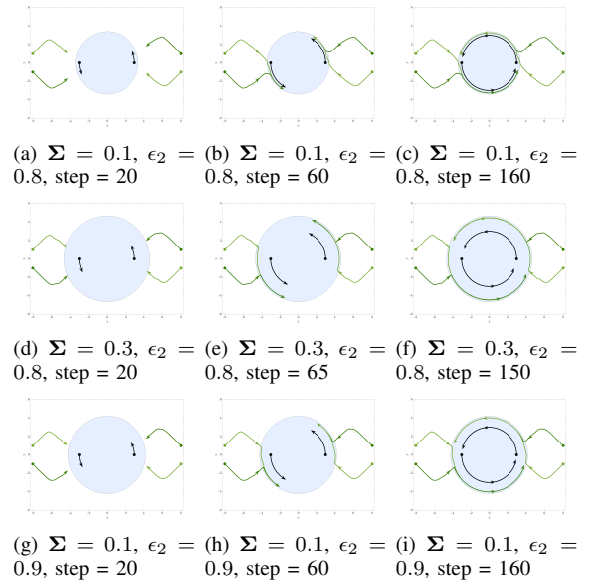 (a) Σ = 0.1, ϵ2 = 0.8, step = 20
(b) Σ = 0.1, ϵ2 = 0.8, step = 60
(c) Σ = 0.1, ϵ2 = 0.8, step = 160
(d) Σ = 0.3, ϵ2 = 0.8, step = 20
(e) Σ = 0.3, ϵ2 = 0.8, step = 65
(f) Σ = 0.3, ϵ2 = 0.8, step = 150
(g) Σ = 0.1, ϵ2 = 0.9, step = 20
(h) Σ = 0.1, ϵ2 = 0.9, step = 60
(i) Σ = 0.1, ϵ2 = 0.9, step = 160